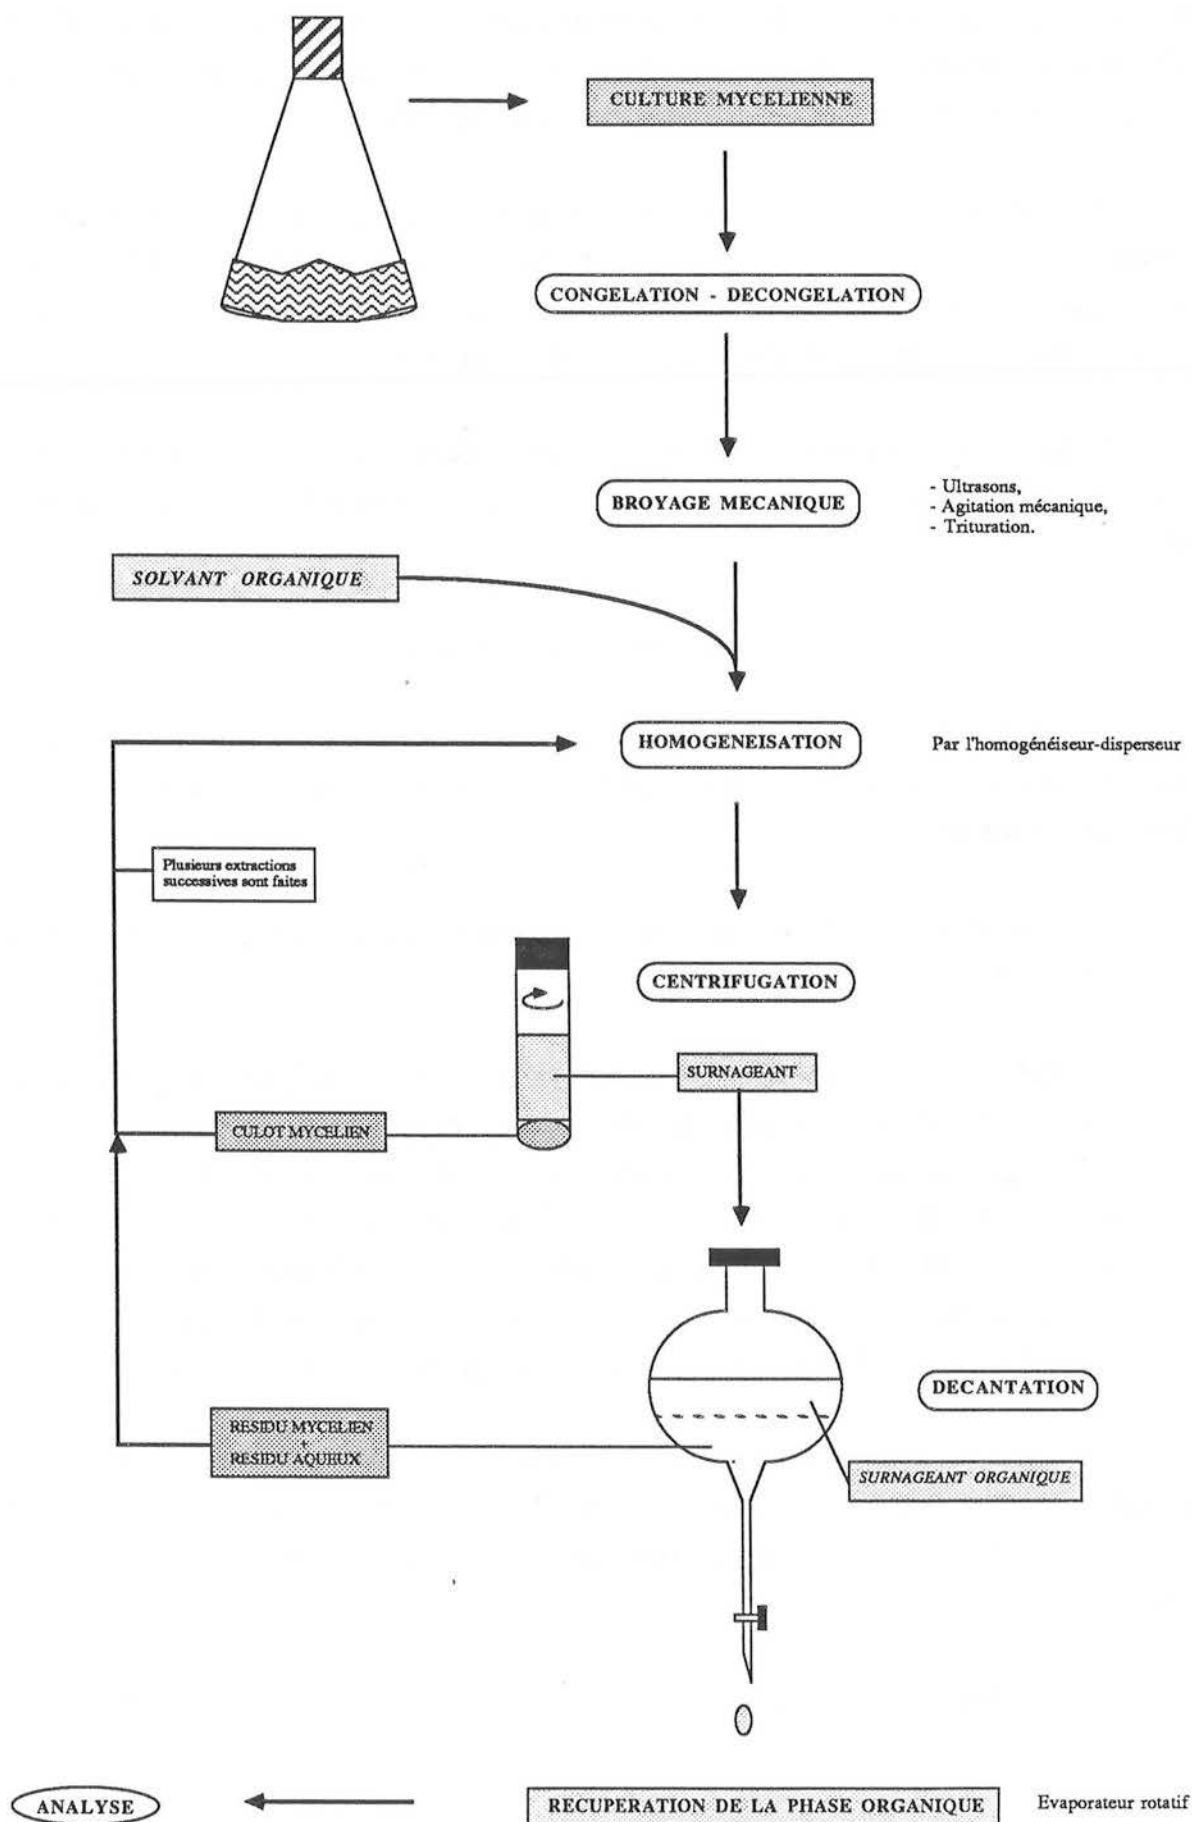 CULTURE MYCELIENNE
CONGELATION - DECONGELATION
BROYAGE MECANIQUE
- Ultrasons,
- Agitation mécanique,
- Trituration.
SOLVANT ORGANIQUE
HOMOGENEISATION
Par l'homogénéiseur-disperseur
Plusieurs extractions
successives sont faites
CENTRIFUGATION
SURNAGEANT
CULOT MYCELIEN
DECANTATION
RESIDU MYCELIEN
+
RESIDU AQUEUX
SURNAGEANT ORGANIQUE
RECUPERATION DE LA PHASE ORGANIQUE
Evaporateur rotatif
ANALYSE